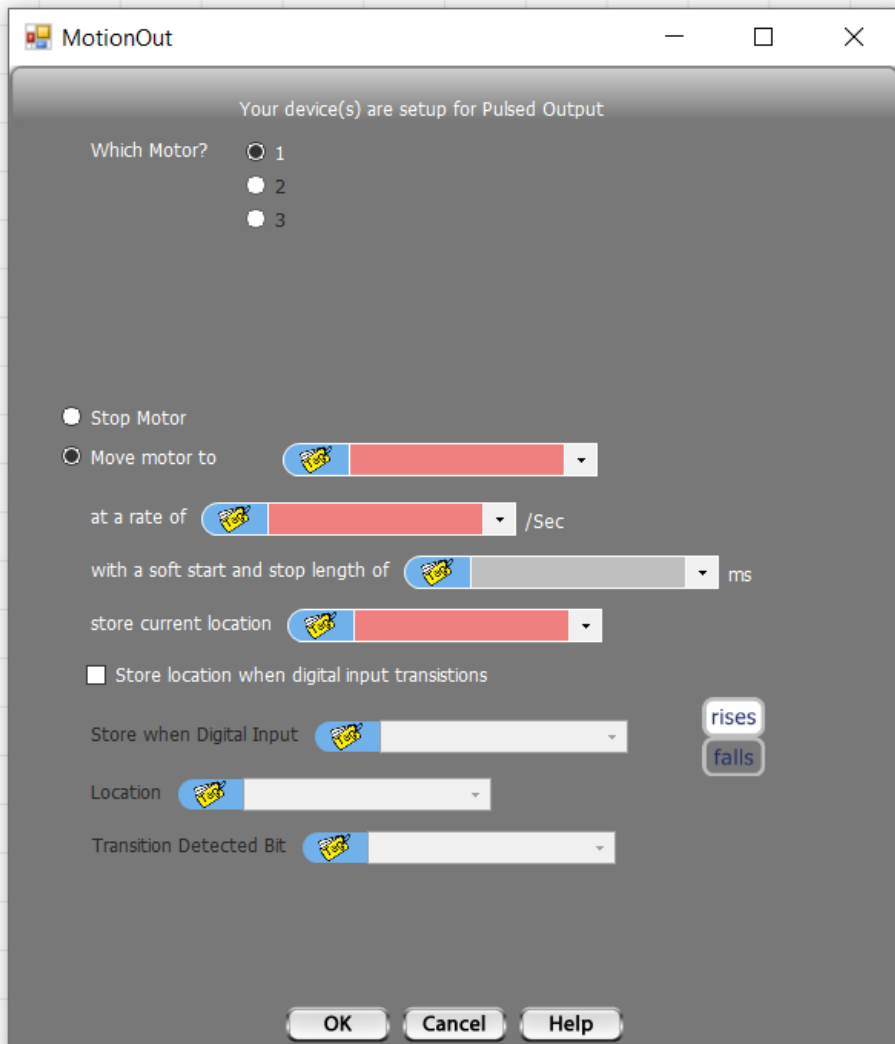 MotionOut
Your device(s) are setup for Pulsed Output
Which Motor? 1
2
3
Stop Motor
Move motor to
at a rate of /Sec
with a soft start and stop length of ms
store current location
Store location when digital input transistions
rises
Store when Digital Input
falls
Location
Transition Detected Bit
OK Cancel Help